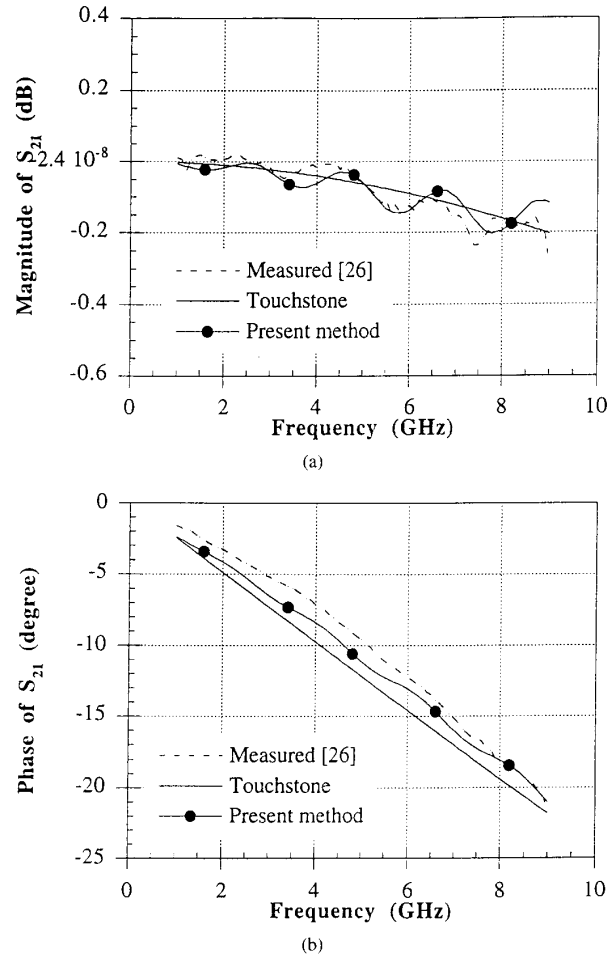 0.4
0.2
-2.4 10-8
-0.2
-0.4
-0.6
Magnitude of S21 (dB)
Measured [26]
Touchstone
Present method
0 2 4 6 8 10
Frequency (GHz)
(a)
0
-5
-10
-15
-20
-25
Phase of S21 (degree)
Measured [26]
Touchstone
Present method
0 2 4 6 8 10
Frequency (GHz)
(b)